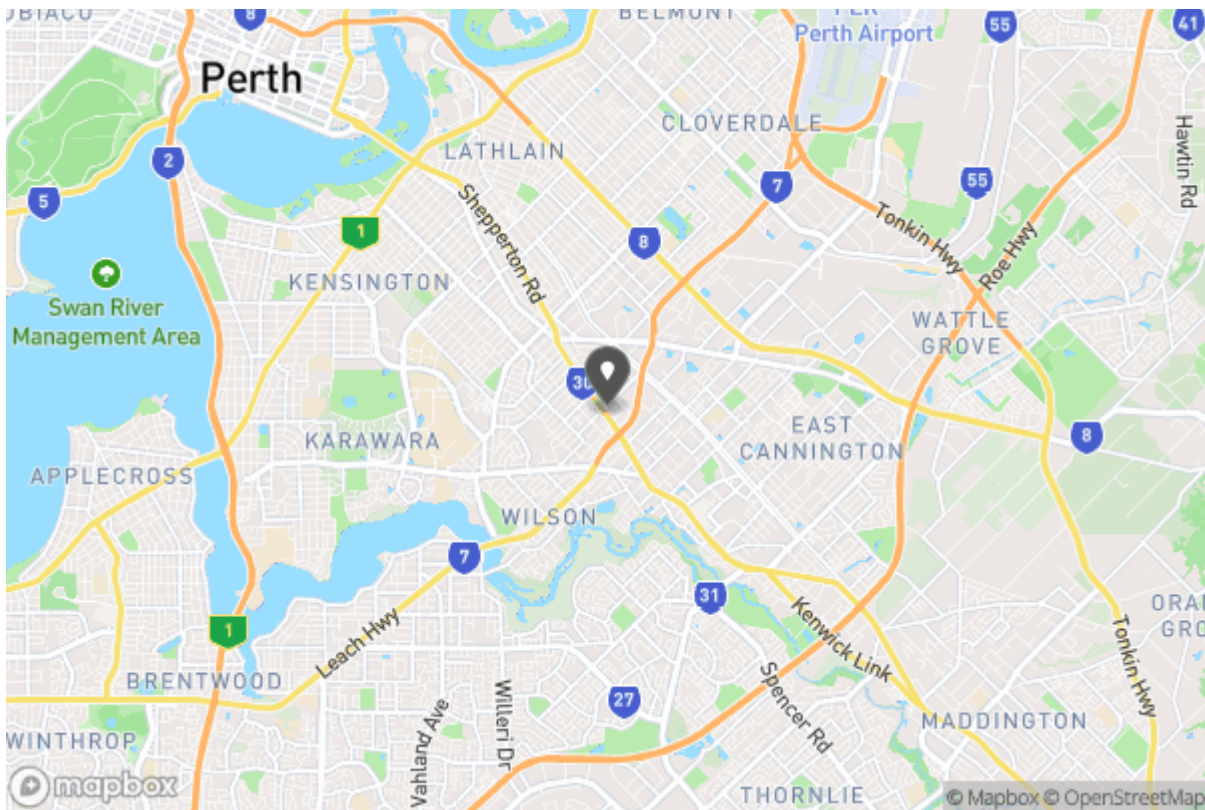 OBIACO
8
BELMONT
PER
Perth Airport
55
41
Perth
CLOVERDALE
Hawtin Rd
LATHLAIN
2
7
55
5
Shepperton Rd
1
8
Tonkin Hwy
Roe Hwy
KENSINGTON
Swan River
Management Area
WATTLE
GROVE
30
EAST
CANNINGTON
KARAWARA
8
APPLECROSS
WILSON
7
31
Kenwick Link
ORAN
GRO
1
Leach Hwy
Tonkin Hwy
BRENTWOOD
Willeri Dr
Spencer Rd
27
Vahland Ave
MADDINGTON
WINTHROP
mapbox
THORNLIE
© Mapbox © OpenStreetMap